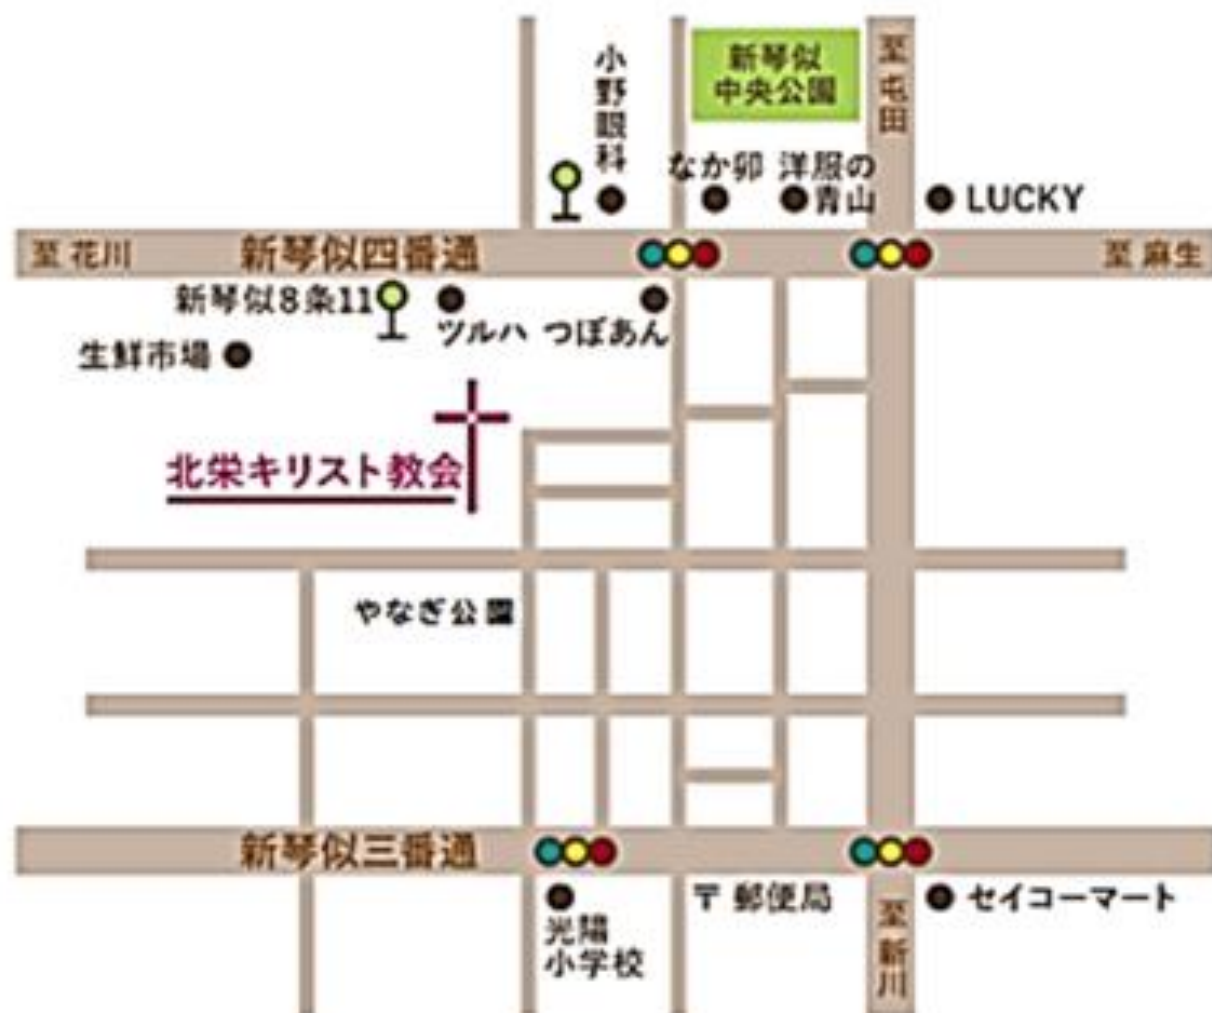 小野眼科
新琴似
中央公園
至 屯田
なか卯
洋服の
青山
LUCKY
至 花川
新琴似四番通
至 麻生
新琴似8条11
ツルハ
つぼあん
生鮮市場
北栄キリスト教会
やなぎ公園
新琴似三番通
光陽
小学校
〒 郵便局
至 新川
セイコーマート